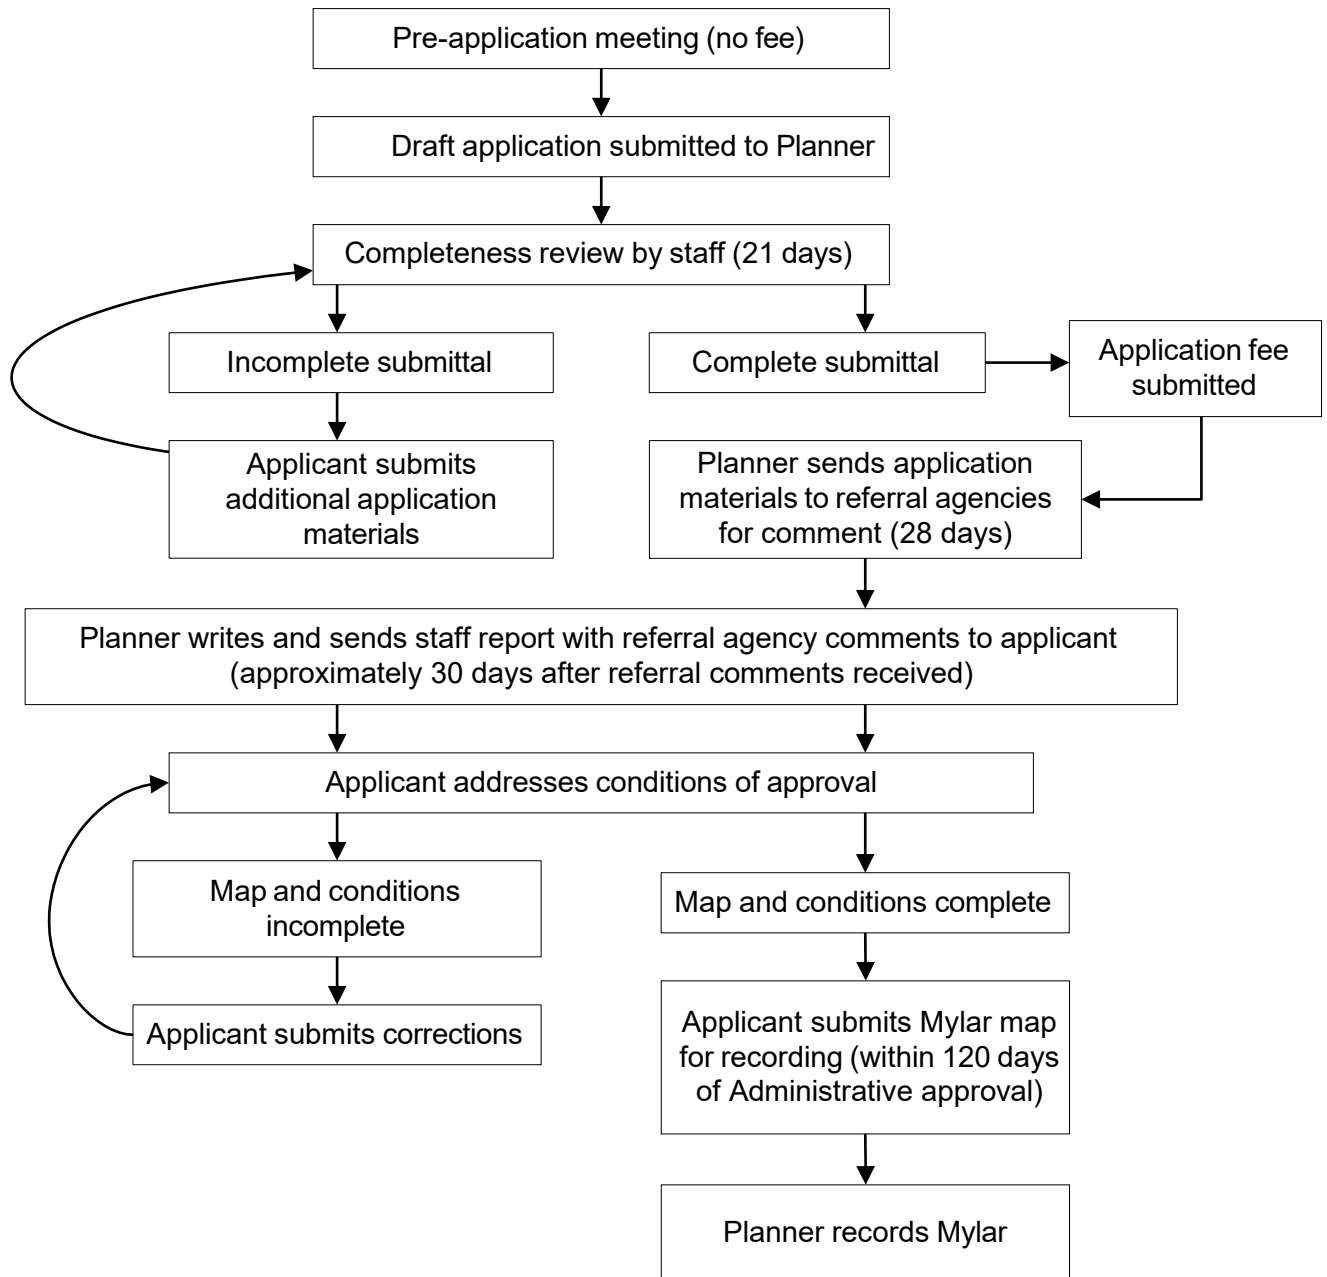 Pre-application meeting (no fee)
Draft application submitted to Planner
Completeness review by staff (21 days)
Incomplete submittal
Complete submittal
Application fee
submitted
Applicant submits
additional application
materials
Planner sends application
materials to referral agencies
for comment (28 days)
Planner writes and sends staff report with referral agency comments to applicant
(approximately 30 days after referral comments received)
Applicant addresses conditions of approval
Map and conditions
incomplete
Map and conditions complete
Applicant submits corrections
Applicant submits Mylar map
for recording (within 120 days
of Administrative approval)
Planner records Mylar